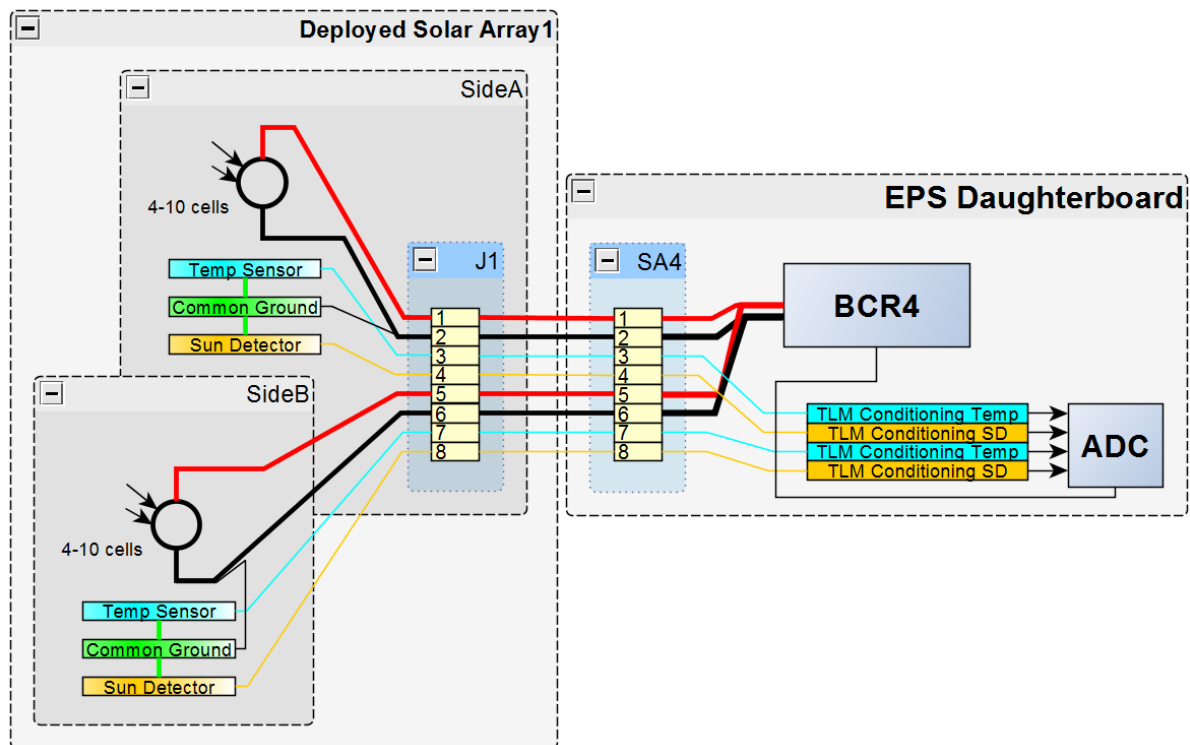 Deployed Solar Array1
SideA
4-10 cells
Temp Sensor
Common Ground
Sun Detector
J1
1
2
3
4
5
6
7
8
SideB
4-10 cells
Temp Sensor
Common Ground
Sun Detector
EPS Daughterboard
SA4
1
2
3
4
5
6
7
8
BCR4
TLM Conditioning Temp
TLM Conditioning SD
TLM Conditioning Temp
TLM Conditioning SD
ADC